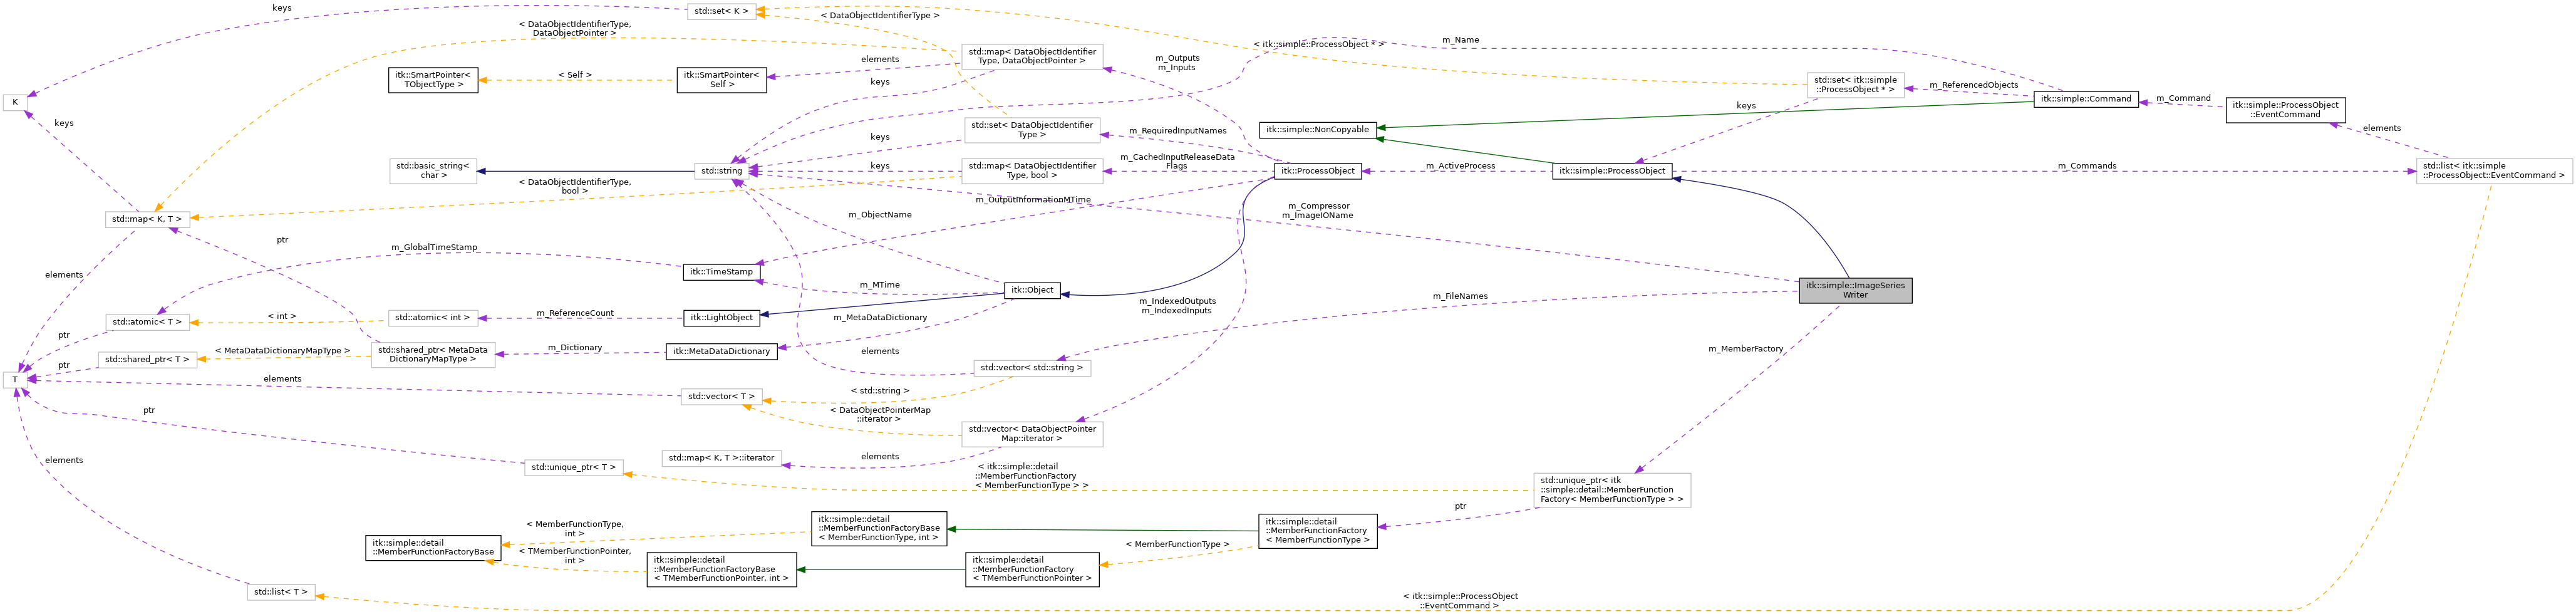 keys
std::set< K >
< DataObjectIdentifierType >
< DataObjectIdentifierType,
DataObjectPointer >
m_Name
< itk::simple::ProcessObject * >
std::map< DataObjectIdentifier
Type, DataObjectPointer >
elements
m_Outputs
m_Inputs
itk::SmartPointer<
TObjectType >
< Self >
itk::SmartPointer<
Self >
keys
std::set< itk::simple
::ProcessObject * >
m_ReferencedObjects
itk::simple::Command
m_Command
itk::simple::ProcessObject
::EventCommand
K
keys
keys
std::set< DataObjectIdentifier
Type >
m_RequiredInputNames
itk::simple::NonCopyable
elements
keys
std::basic_string<
char >
std::string
keys
std::map< DataObjectIdentifier
Type, bool >
m_CachedInputReleaseData
Flags
itk::ProcessObject
m_ActiveProcess
itk::simple::ProcessObject
m_Commands
std::list< itk::simple
::ProcessObject::EventCommand >
< DataObjectIdentifierType,
bool >
m_OutputInformationMTime
m_Compressor
m_ImageIOName
std::map< K, T >
m_ObjectName
ptr
m_GlobalTimeStamp
elements
itk::TimeStamp
m_MTime
itk::Object
itk::simple::ImageSeries
Writer
m_FileNames
m_IndexedOutputs
m_IndexedInputs
std::atomic< T >
< int >
std::atomic< int >
m_ReferenceCount
itk::LightObject
m_MetaDataDictionary
ptr
std::shared_ptr< T >
< MetaDataDictionaryMapType >
std::shared_ptr< MetaData
DictionaryMapType >
m_Dictionary
itk::MetaDataDictionary
elements
m_MemberFactory
ptr
T
elements
std::vector< std::string >
std::vector< T >
< std::string >
ptr
< DataObjectPointerMap
::iterator >
std::vector< DataObjectPointer
Map::iterator >
elements
std::unique_ptr< T >
std::map< K, T >::iterator
elements
< itk::simple::detail
::MemberFunctionFactory
< MemberFunctionType > >
std::unique_ptr< itk
::simple::detail::MemberFunction
Factory< MemberFunctionType > >
ptr
itk::simple::detail
::MemberFunctionFactoryBase
< MemberFunctionType,
int >
itk::simple::detail
::MemberFunctionFactoryBase
< MemberFunctionType, int >
itk::simple::detail
::MemberFunctionFactory
< MemberFunctionType >
< TMemberFunctionPointer,
int >
itk::simple::detail
::MemberFunctionFactoryBase
< TMemberFunctionPointer, int >
itk::simple::detail
::MemberFunctionFactory
< TMemberFunctionPointer >
< MemberFunctionType >
std::list< T >
< itk::simple::ProcessObject
::EventCommand >